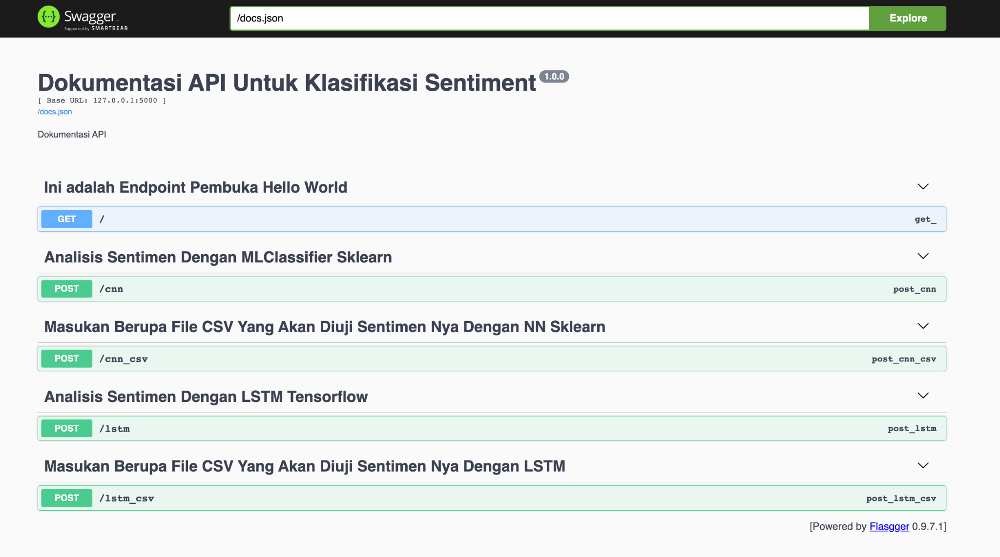 Swagger
Supported by SMARTBEAR
/docs.json
Explore
Dokumentasi API Untuk Klasifikasi Sentiment 1.0.0
[ Base URL: 127.0.0.1:5000 ]
/docs.json
Dokumentasi API
Ini adalah Endpoint Pembuka Hello World
GET / get_
Analisis Sentimen Dengan MLClassifier Sklearn
POST /cnn post_cnn
Masukan Berupa File CSV Yang Akan Diuji Sentimen Nya Dengan NN Sklearn
POST /cnn_csv post_cnn_csv
Analisis Sentimen Dengan LSTM Tensorflow
POST /lstm post_lstm
Masukan Berupa File CSV Yang Akan Diuji Sentimen Nya Dengan LSTM
POST /lstm_csv post_lstm_csv
[Powered by Flasgger 0.9.7.1]